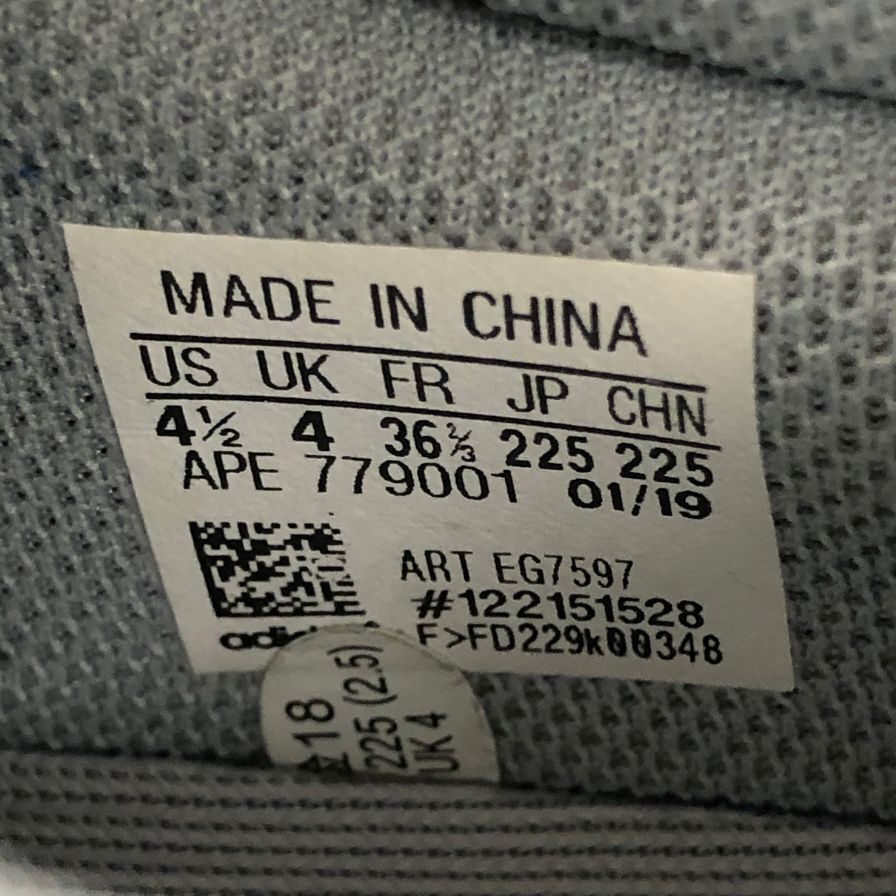 MADE IN CHINA
US UK FR JP CHN
4½ 4 36⅔ 225 225
APE 779001 01/19
ART EG7597
#122151528
F>FD229k00348
18
225 (2.5)
UK 4